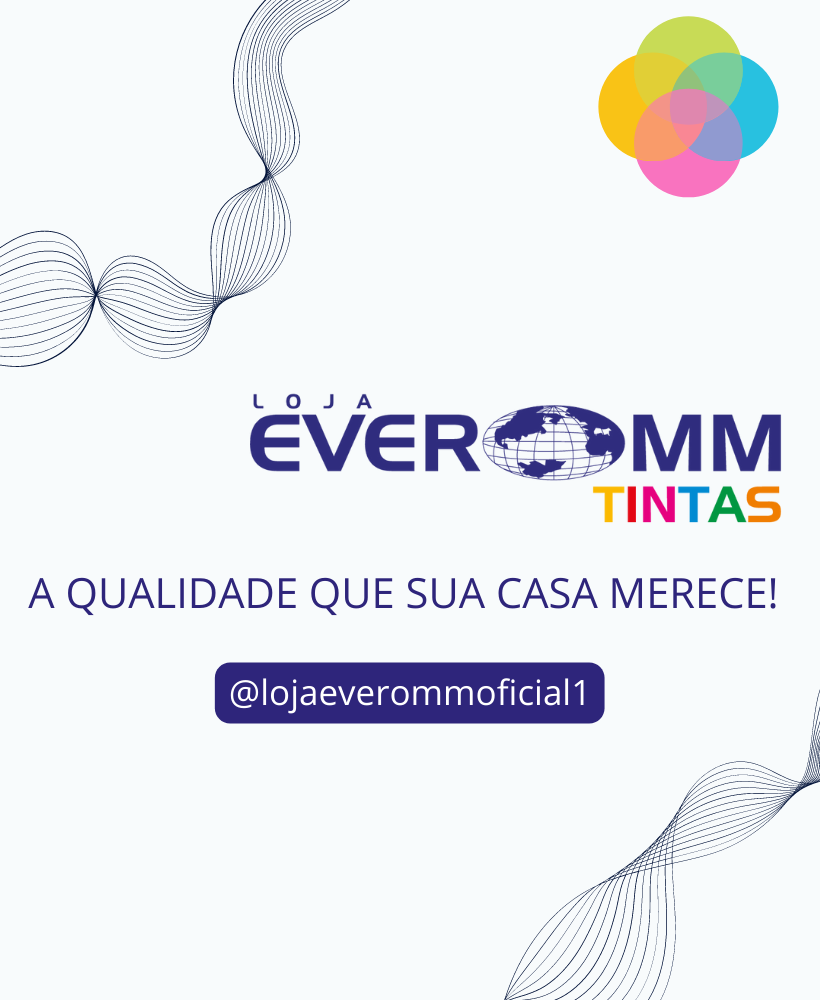 LOJA
EVEROMM
TINTAS
A QUALIDADE QUE SUA CASA MERECE!
@lojaeverommoficial1